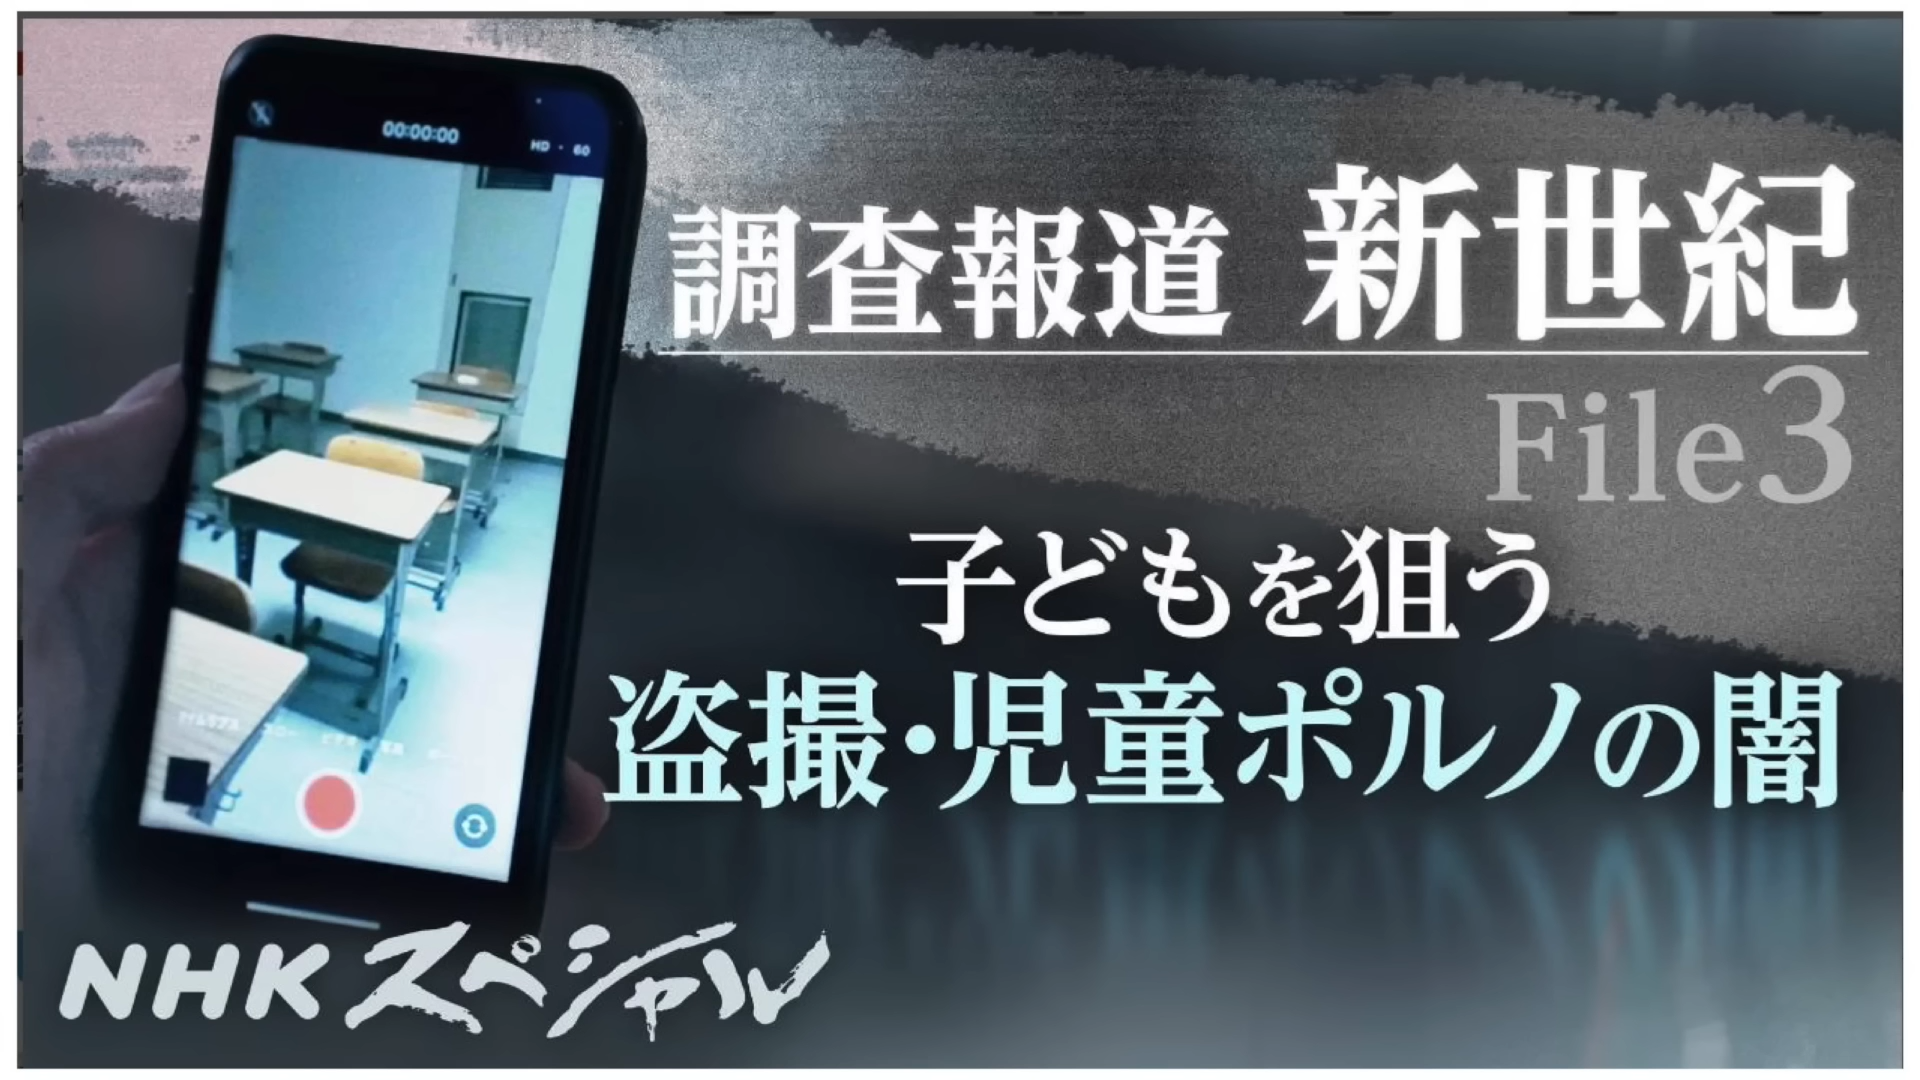 00:00:00
HD・60
調査報道 新世紀
File3
子どもを狙う
盗撮・児童ポルノの闇
NHKスペシャル